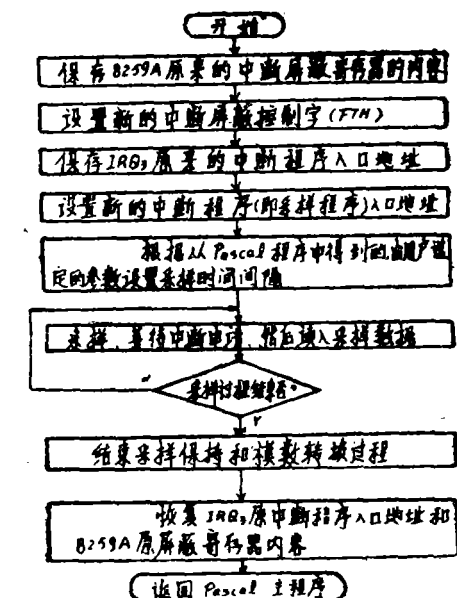 开始
保存8259A原来的中断屏蔽寄存器的内容
设置新的中断屏蔽控制字(F7H)
保存IRQ₃原来的中断程序入口地址
设置新的中断程序(即采样程序)入口地址
根据从Pascal程序中得到的由用户选
定的参数设置采样时间间隔
采样,等待中断申请,然后读入采样数据
采样过程结束否?
Y
结束采样保持和模数转换过程
恢复IRQ₃原中断程序入口地址和
8259A原屏蔽寄存器内容
返回Pascal主程序